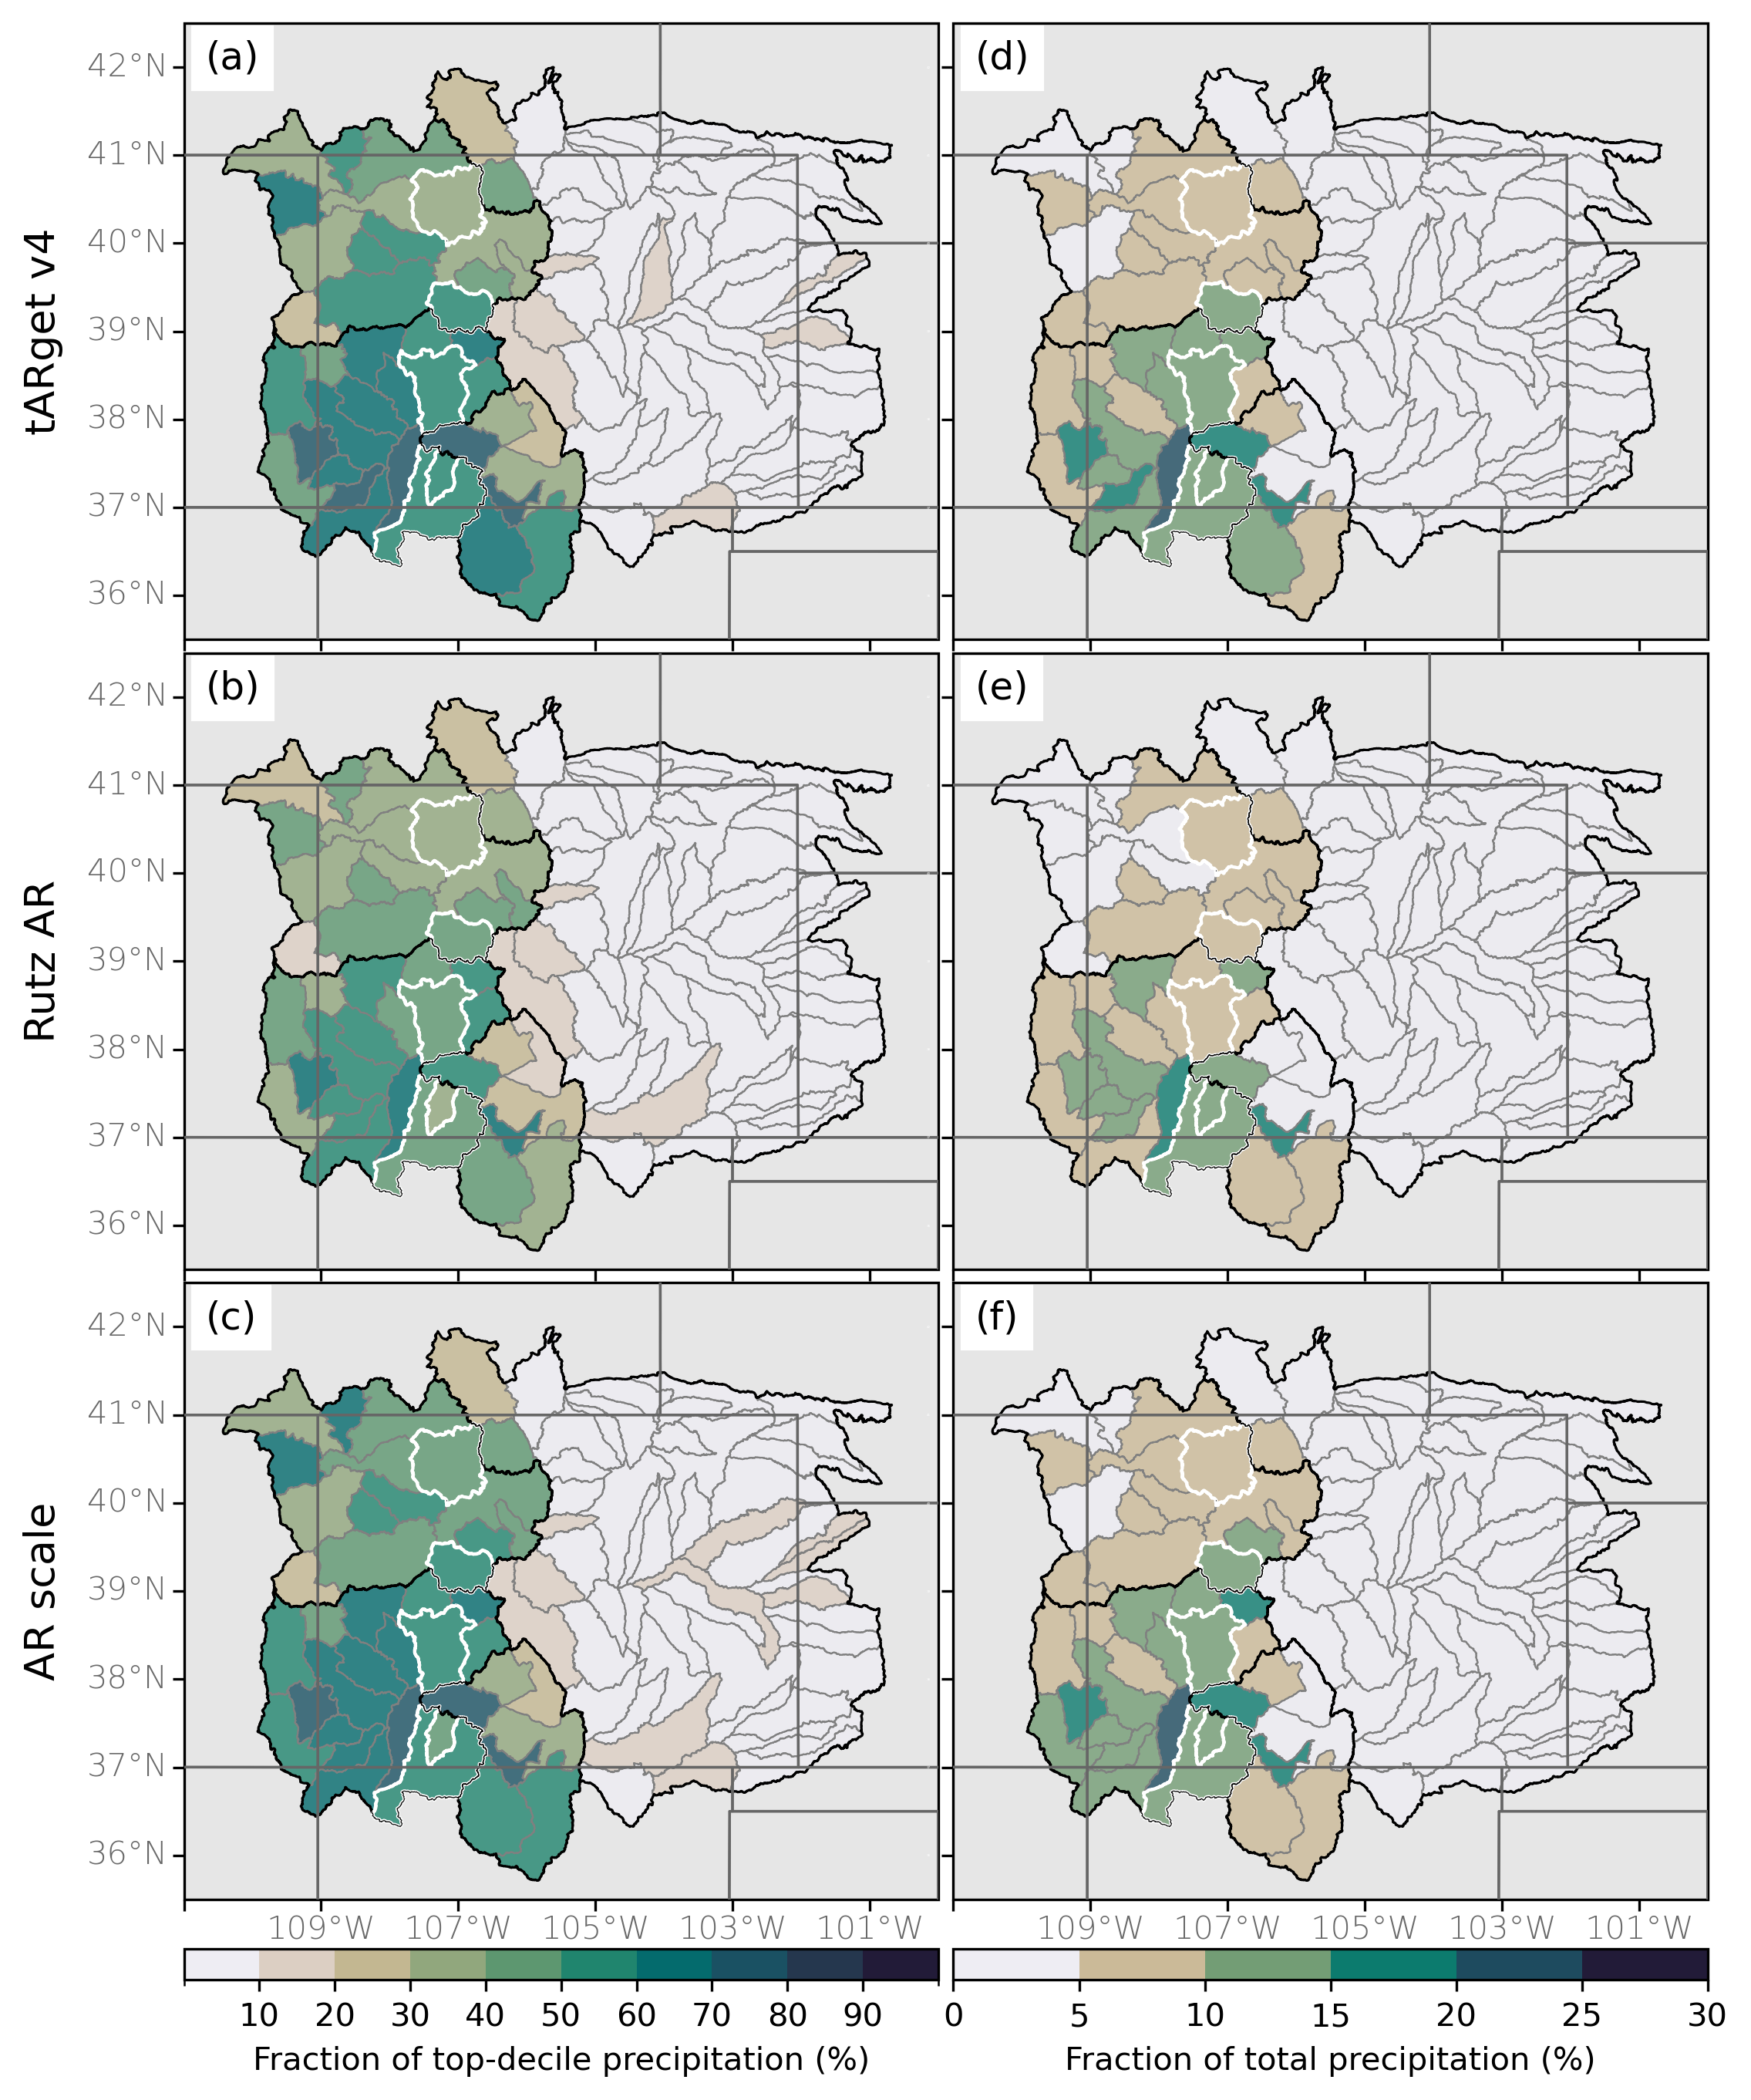 (a)
(d)
42°N
41°N
40°N
39°N
38°N
37°N
36°N
tARget v4
(b)
(e)
42°N
41°N
40°N
39°N
38°N
37°N
36°N
Rutz AR
(c)
(f)
42°N
41°N
40°N
39°N
38°N
37°N
36°N
AR scale
109°W 107°W 105°W 103°W 101°W
109°W 107°W 105°W 103°W 101°W
10 20 30 40 50 60 70 80 90
Fraction of top-decile precipitation (%)
0 5 10 15 20 25 30
Fraction of total precipitation (%)